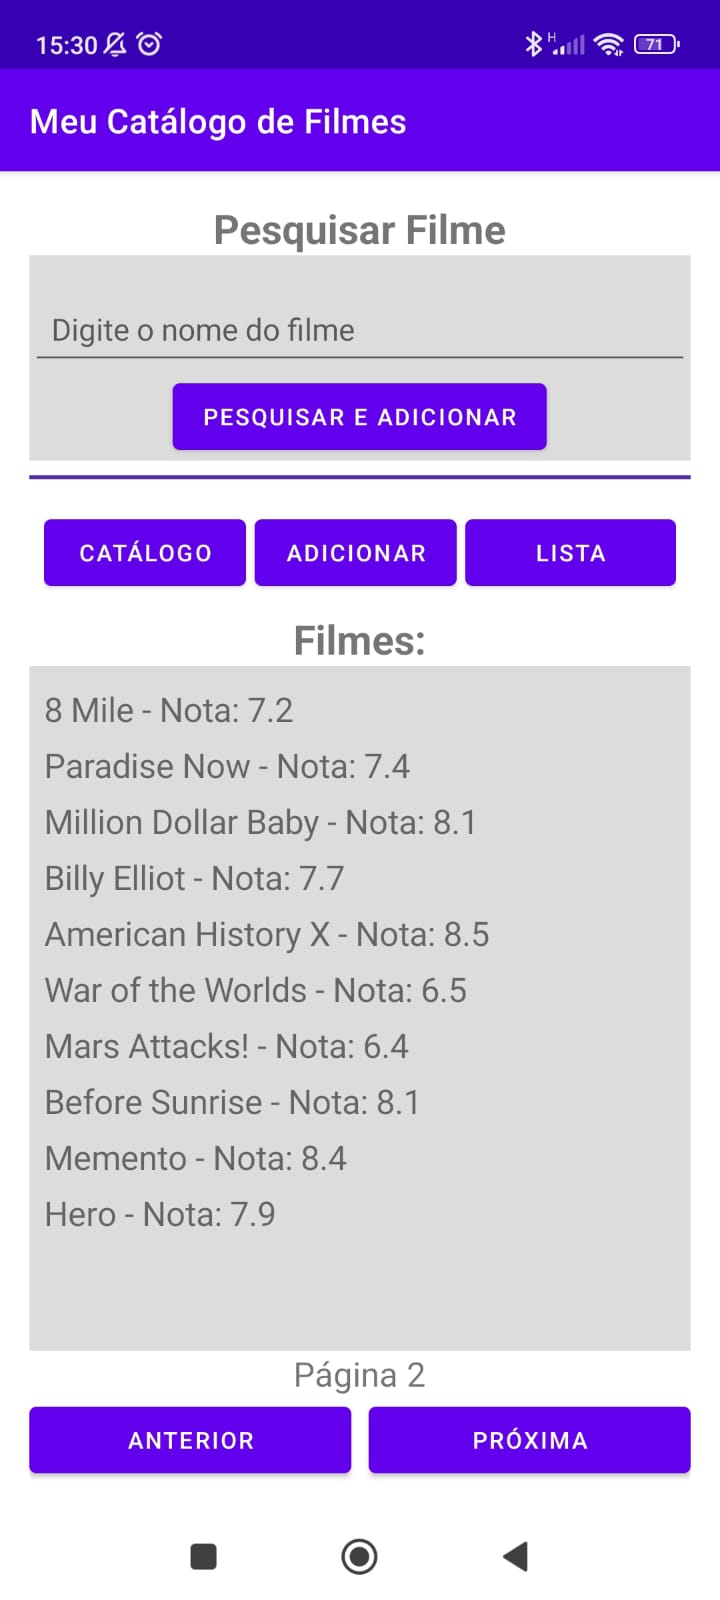 15:30
H
71
Meu Catálogo de Filmes
Pesquisar Filme
Digite o nome do filme
PESQUISAR E ADICIONAR
CATÁLOGO ADICIONAR LISTA
Filmes:
8 Mile - Nota: 7.2
Paradise Now - Nota: 7.4
Million Dollar Baby - Nota: 8.1
Billy Elliot - Nota: 7.7
American History X - Nota: 8.5
War of the Worlds - Nota: 6.5
Mars Attacks! - Nota: 6.4
Before Sunrise - Nota: 8.1
Memento - Nota: 8.4
Hero - Nota: 7.9
Página 2
ANTERIOR PRÓXIMA